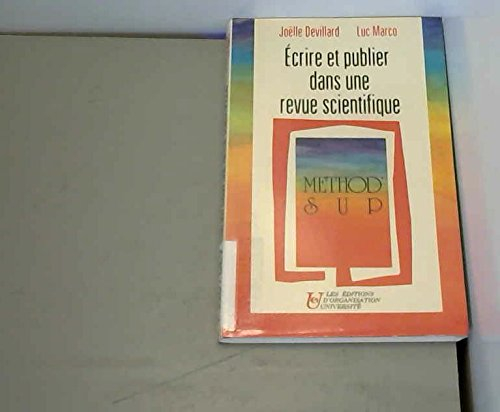 Joëlle Devillard Luc Marco
Écrire et publier
dans une
revue scientifique
METHOD'
SUP
LES ÉDITIONS
D'ORGANISATION
UNIVERSITÉ